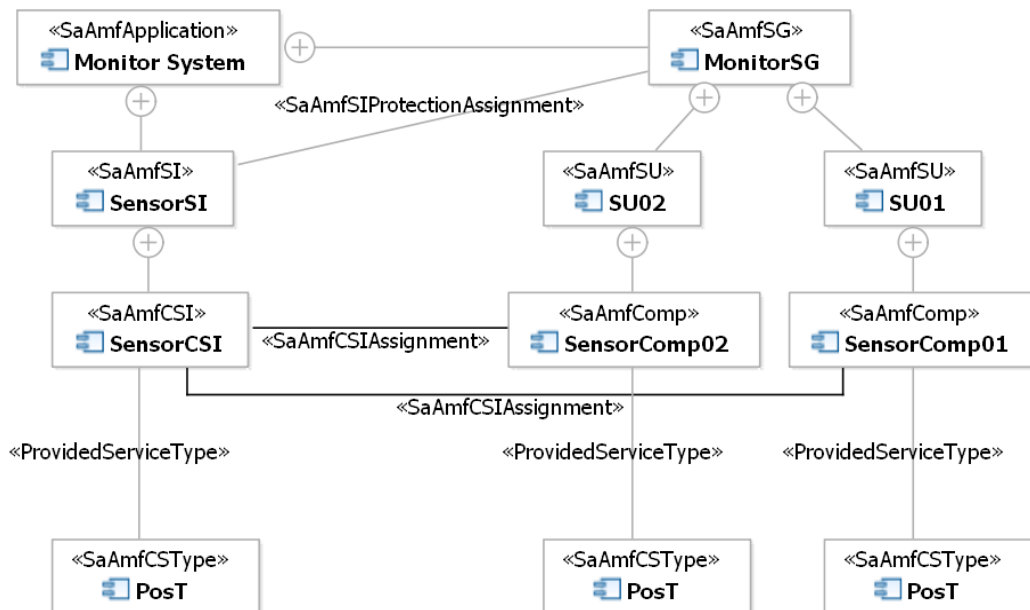 «SaAmfApplication»
Monitor System
«SaAmfSG»
MonitorSG
«SaAmfSIProtectionAssignment»
«SaAmfSI»
SensorSI
«SaAmfSU»
SU02
«SaAmfSU»
SU01
«SaAmfCSI»
SensorCSI
«SaAmfCSIAssignment»
«SaAmfComp»
SensorComp02
«SaAmfComp»
SensorComp01
«SaAmfCSIAssignment»
«ProvidedServiceType»
«ProvidedServiceType»
«ProvidedServiceType»
«SaAmfCSType»
PosT
«SaAmfCSType»
PosT
«SaAmfCSType»
PosT